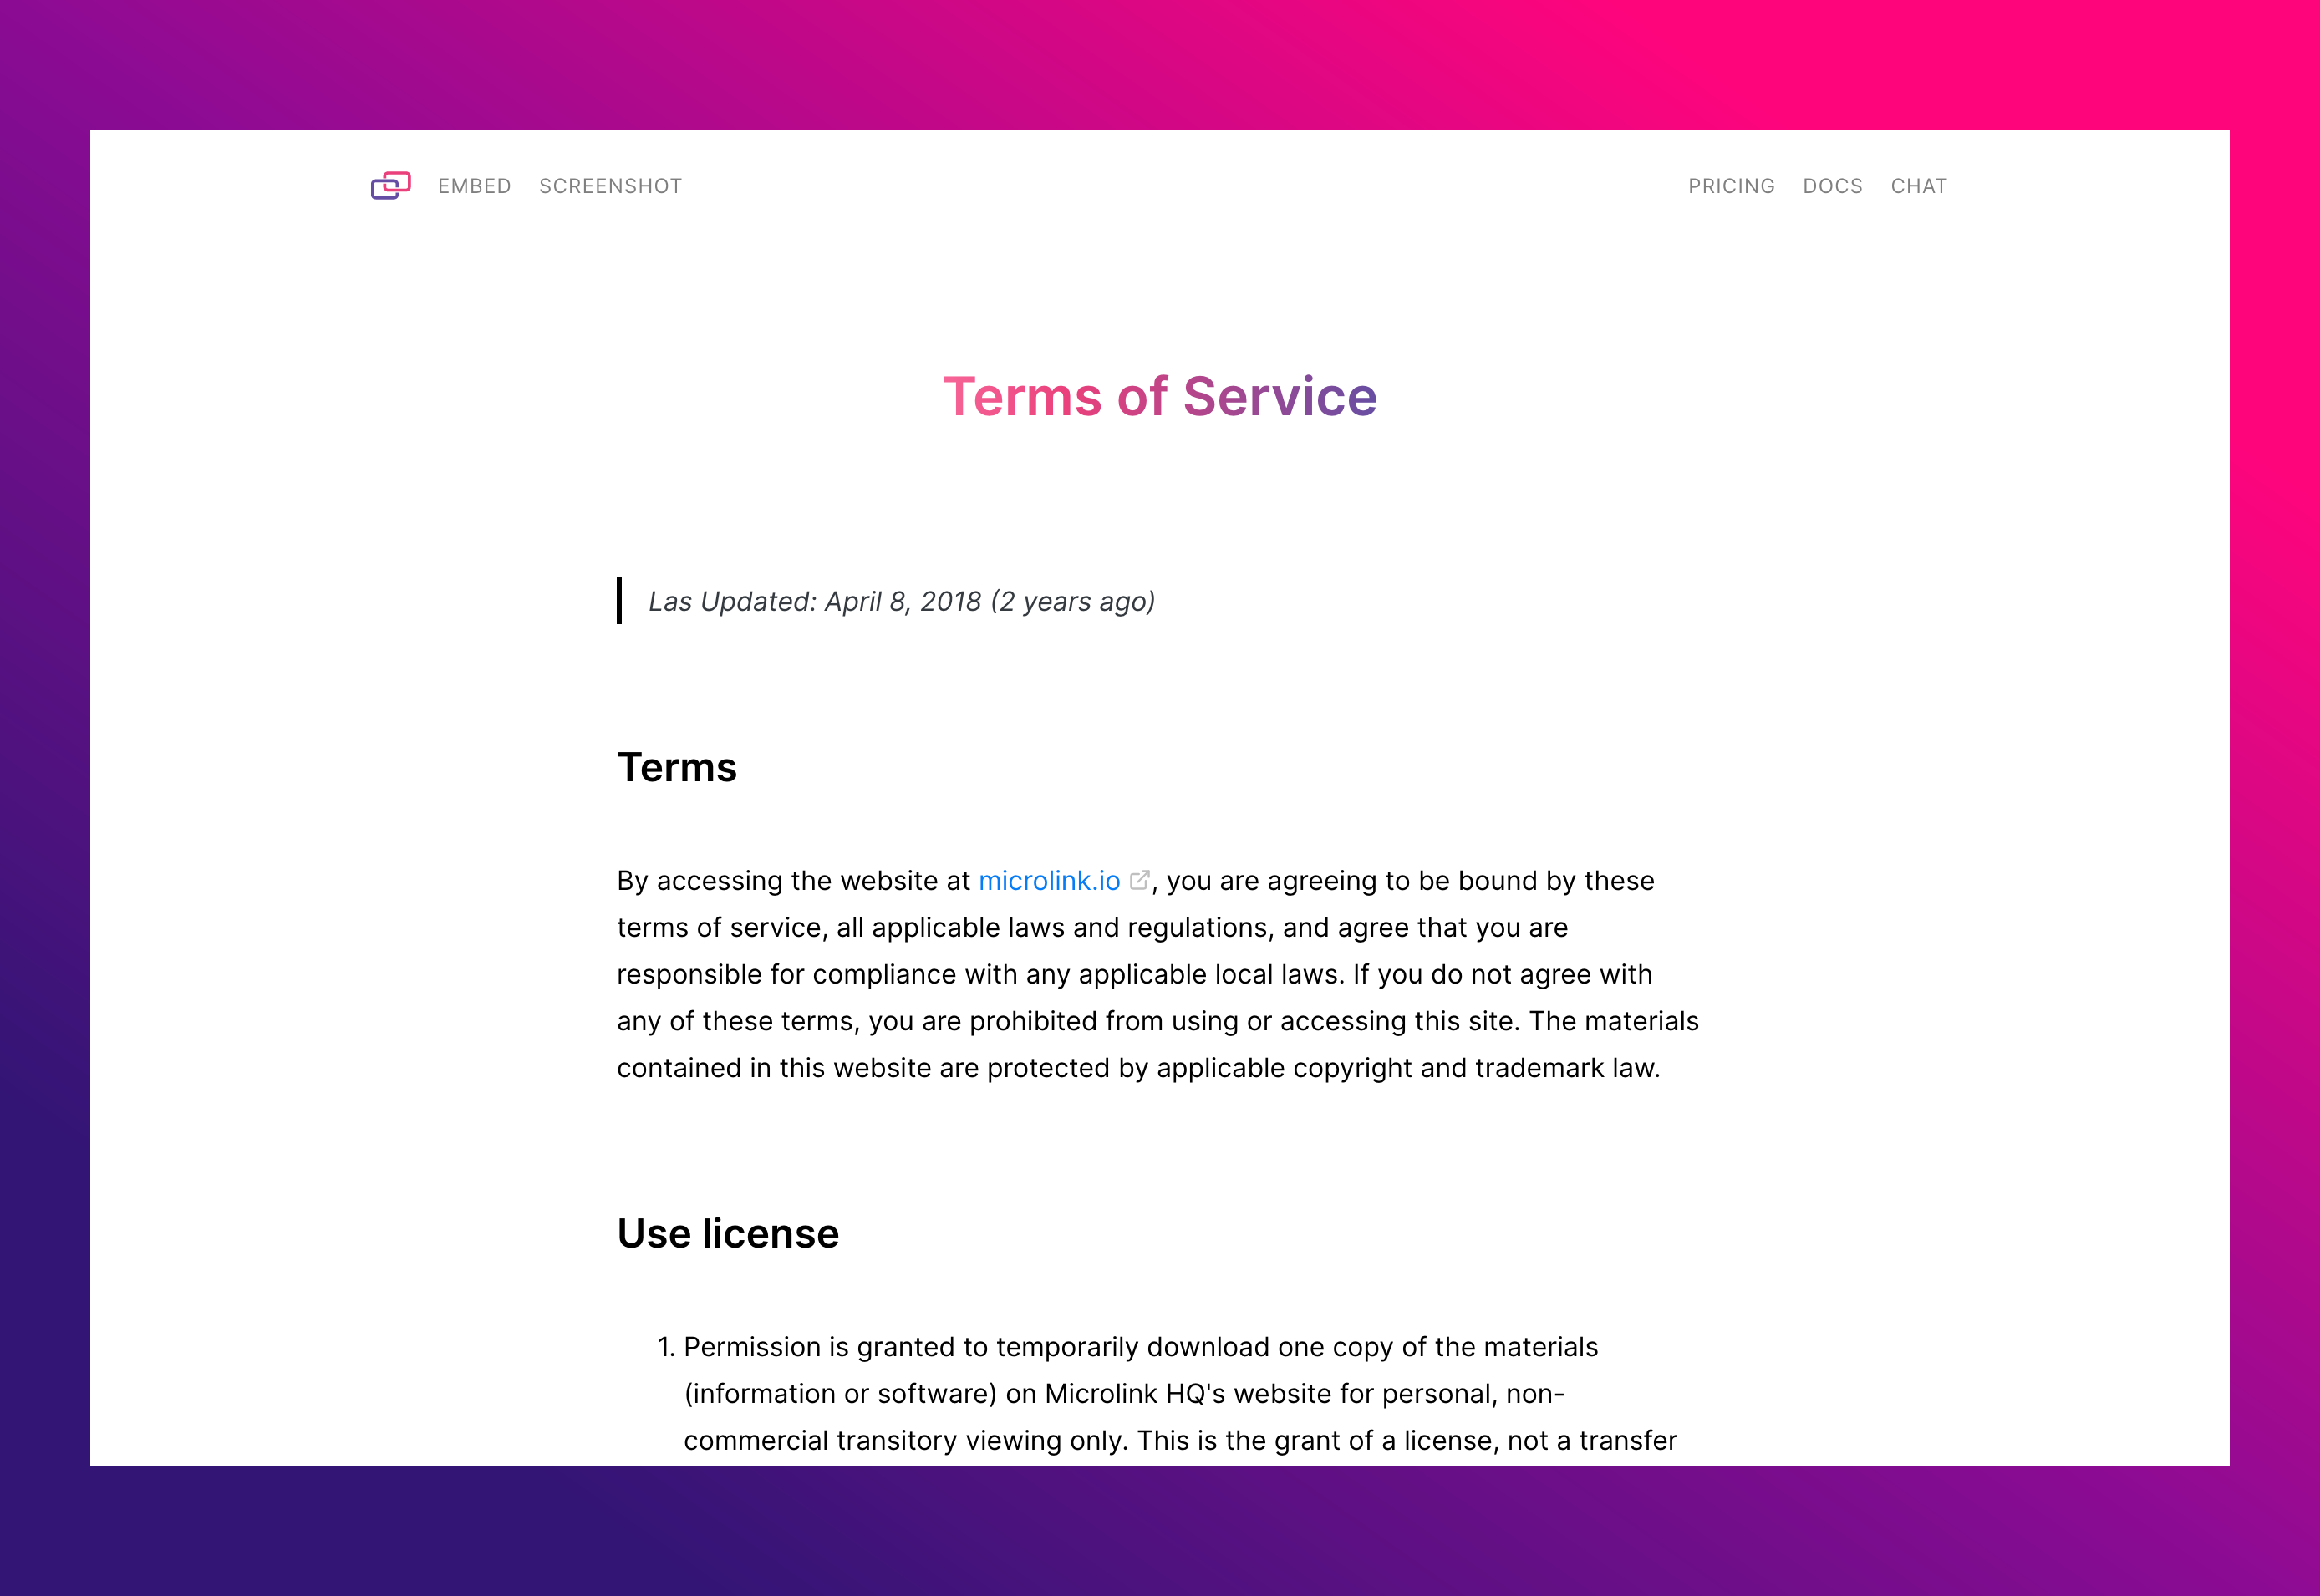 EMBED SCREENSHOT PRICING DOCS CHAT
Terms of Service
Las Updated: April 8, 2018 (2 years ago)
Terms
By accessing the website at microlink.io, you are agreeing to be bound by these
terms of service, all applicable laws and regulations, and agree that you are
responsible for compliance with any applicable local laws. If you do not agree with
any of these terms, you are prohibited from using or accessing this site. The materials
contained in this website are protected by applicable copyright and trademark law.
Use license
1. Permission is granted to temporarily download one copy of the materials
(information or software) on Microlink HQ's website for personal, non-
commercial transitory viewing only. This is the grant of a license, not a transfer